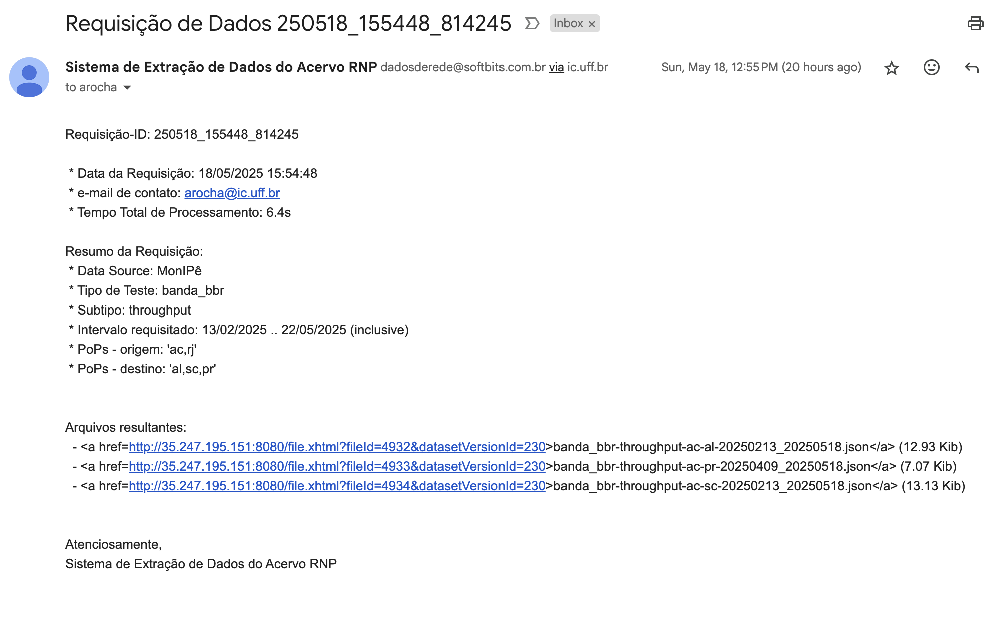 Requisição de Dados 250518_155448_814245 Inbox ×
Sistema de Extração de Dados do Acervo RNP dadosderede@softbits.com.br via ic.uff.br Sun, May 18, 12:55 PM (20 hours ago)
to arocha
Requisição-ID: 250518_155448_814245
* Data da Requisição: 18/05/2025 15:54:48
* e-mail de contato: arocha@ic.uff.br
* Tempo Total de Processamento: 6.4s
Resumo da Requisição:
* Data Source: MonIPê
* Tipo de Teste: banda_bbr
* Subtipo: throughput
* Intervalo requisitado: 13/02/2025 .. 22/05/2025 (inclusive)
* PoPs - origem: 'ac,rj'
* PoPs - destino: 'al,sc,pr'
Arquivos resultantes:
- <a href=http://35.247.195.151:8080/file.xhtml?fileId=4932&datasetVersionId=230>banda_bbr-throughput-ac-al-20250213_20250518.json</a> (12.93 Kib)
- <a href=http://35.247.195.151:8080/file.xhtml?fileId=4933&datasetVersionId=230>banda_bbr-throughput-ac-pr-20250409_20250518.json</a> (7.07 Kib)
- <a href=http://35.247.195.151:8080/file.xhtml?fileId=4934&datasetVersionId=230>banda_bbr-throughput-ac-sc-20250213_20250518.json</a> (13.13 Kib)
Atenciosamente,
Sistema de Extração de Dados do Acervo RNP